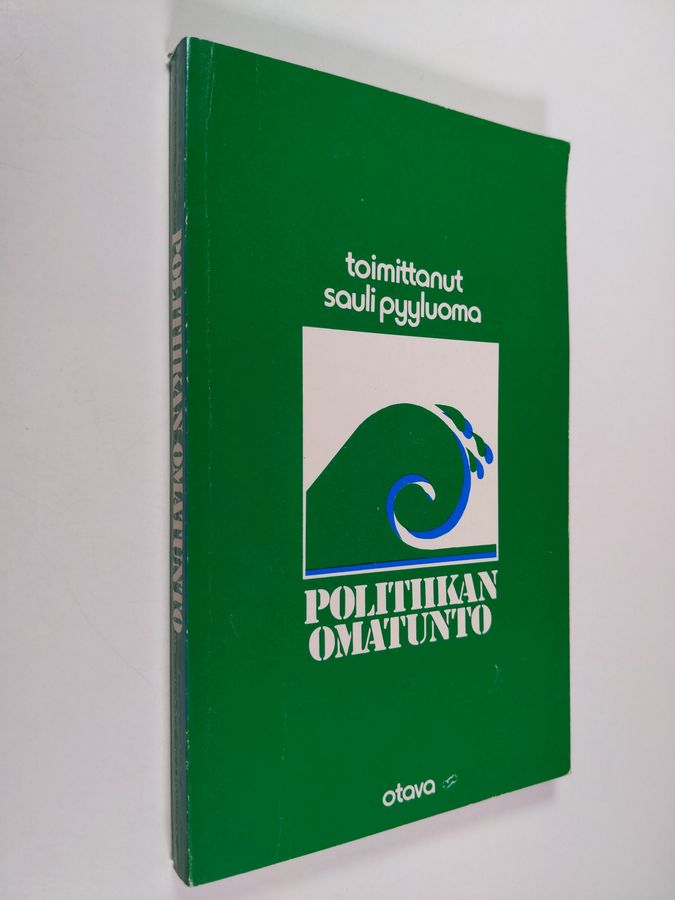 toimittanut
sauli pyyluoma
POLITIIKAN
OMATUNTO
otava
POLITIIKAN OMATUNTO